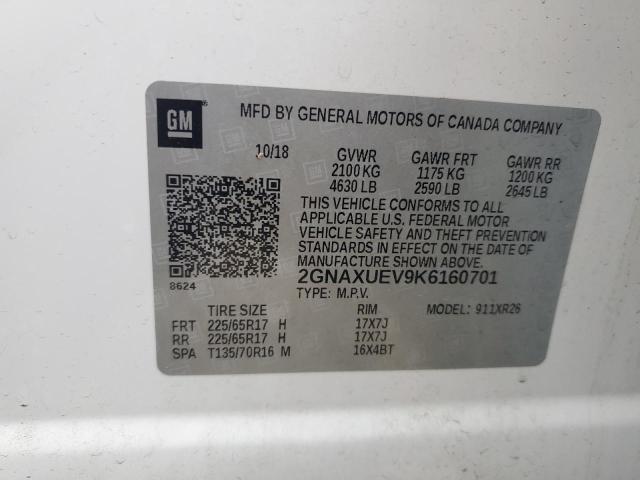 GM
MFD BY GENERAL MOTORS OF CANADA COMPANY
10/18 GVWR GAWR FRT GAWR RR
2100 KG 1175 KG 1200 KG
4630 LB 2590 LB 2645 LB
THIS VEHICLE CONFORMS TO ALL
APPLICABLE U.S. FEDERAL MOTOR
VEHICLE SAFETY AND THEFT PREVENTION
STANDARDS IN EFFECT ON THE DATE OF
MANUFACTURE SHOWN ABOVE.
8624 2GNAXUEV9K6160701
TYPE: M.P.V.
TIRE SIZE RIM MODEL: 911XR26
FRT 225/65R17 H 17X7J
RR 225/65R17 H 17X7J
SPA T135/70R16 M 16X4BT